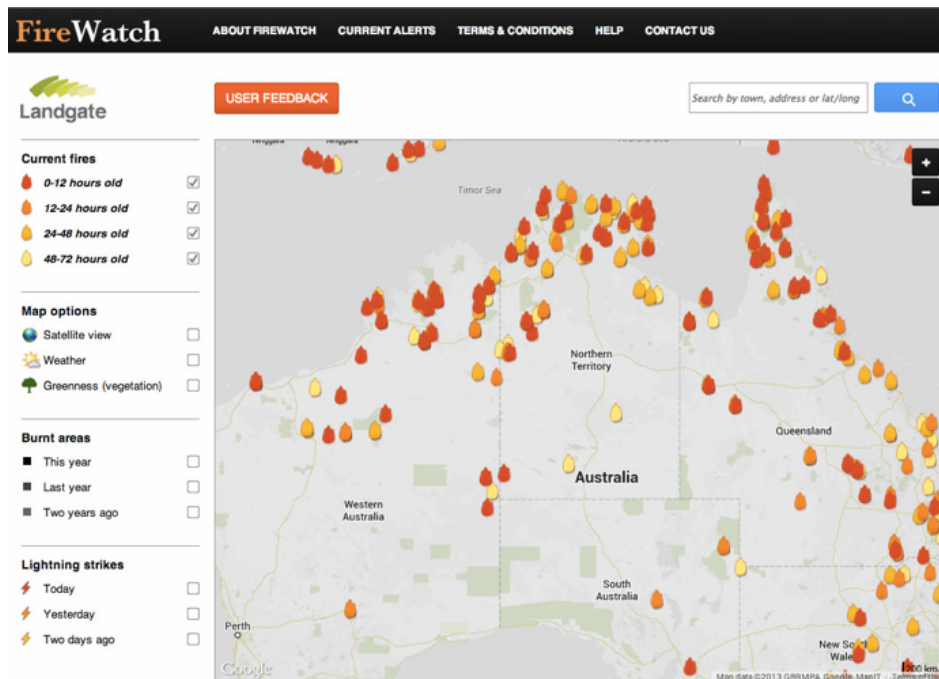 FireWatch
ABOUT FIREWATCH CURRENT ALERTS TERMS & CONDITIONS HELP CONTACT US
Landgate
USER FEEDBACK
Search by town, address or lat/long
Current fires
0-12 hours old
12-24 hours old
24-48 hours old
48-72 hours old
Map options
Satellite view
Weather
Greenness (vegetation)
Burnt areas
This year
Last year
Two years ago
Lightning strikes
Today
Yesterday
Two days ago
+
-
Timor Sea
Northern
Territory
Queensland
Australia
Western
Australia
South
Australia
Perth
New
Wale
Google
200 km
Map data ©2013 GBRMPA, Google, MapIT